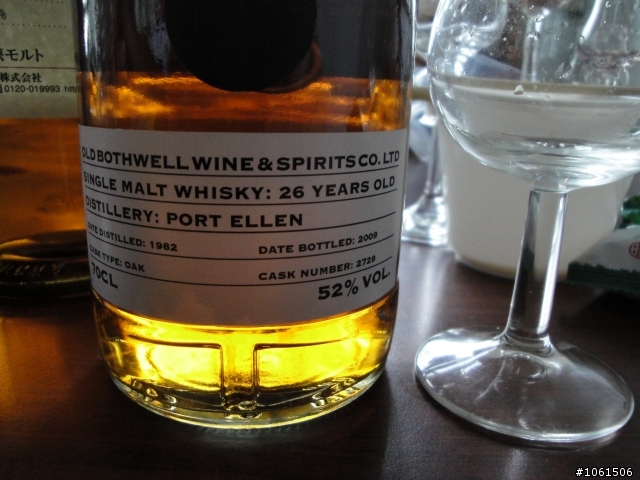 モルト
株式会社
0120-019993
OLD BOTHWELL WINE & SPIRITS CO. LTD
SINGLE MALT WHISKY: 26 YEARS OLD
DISTILLERY: PORT ELLEN
DATE DISTILLED: 1982
DATE BOTTLED: 2009
CASK TYPE: OAK
CASK NUMBER: 2729
70CL
52% VOL.
#1061506